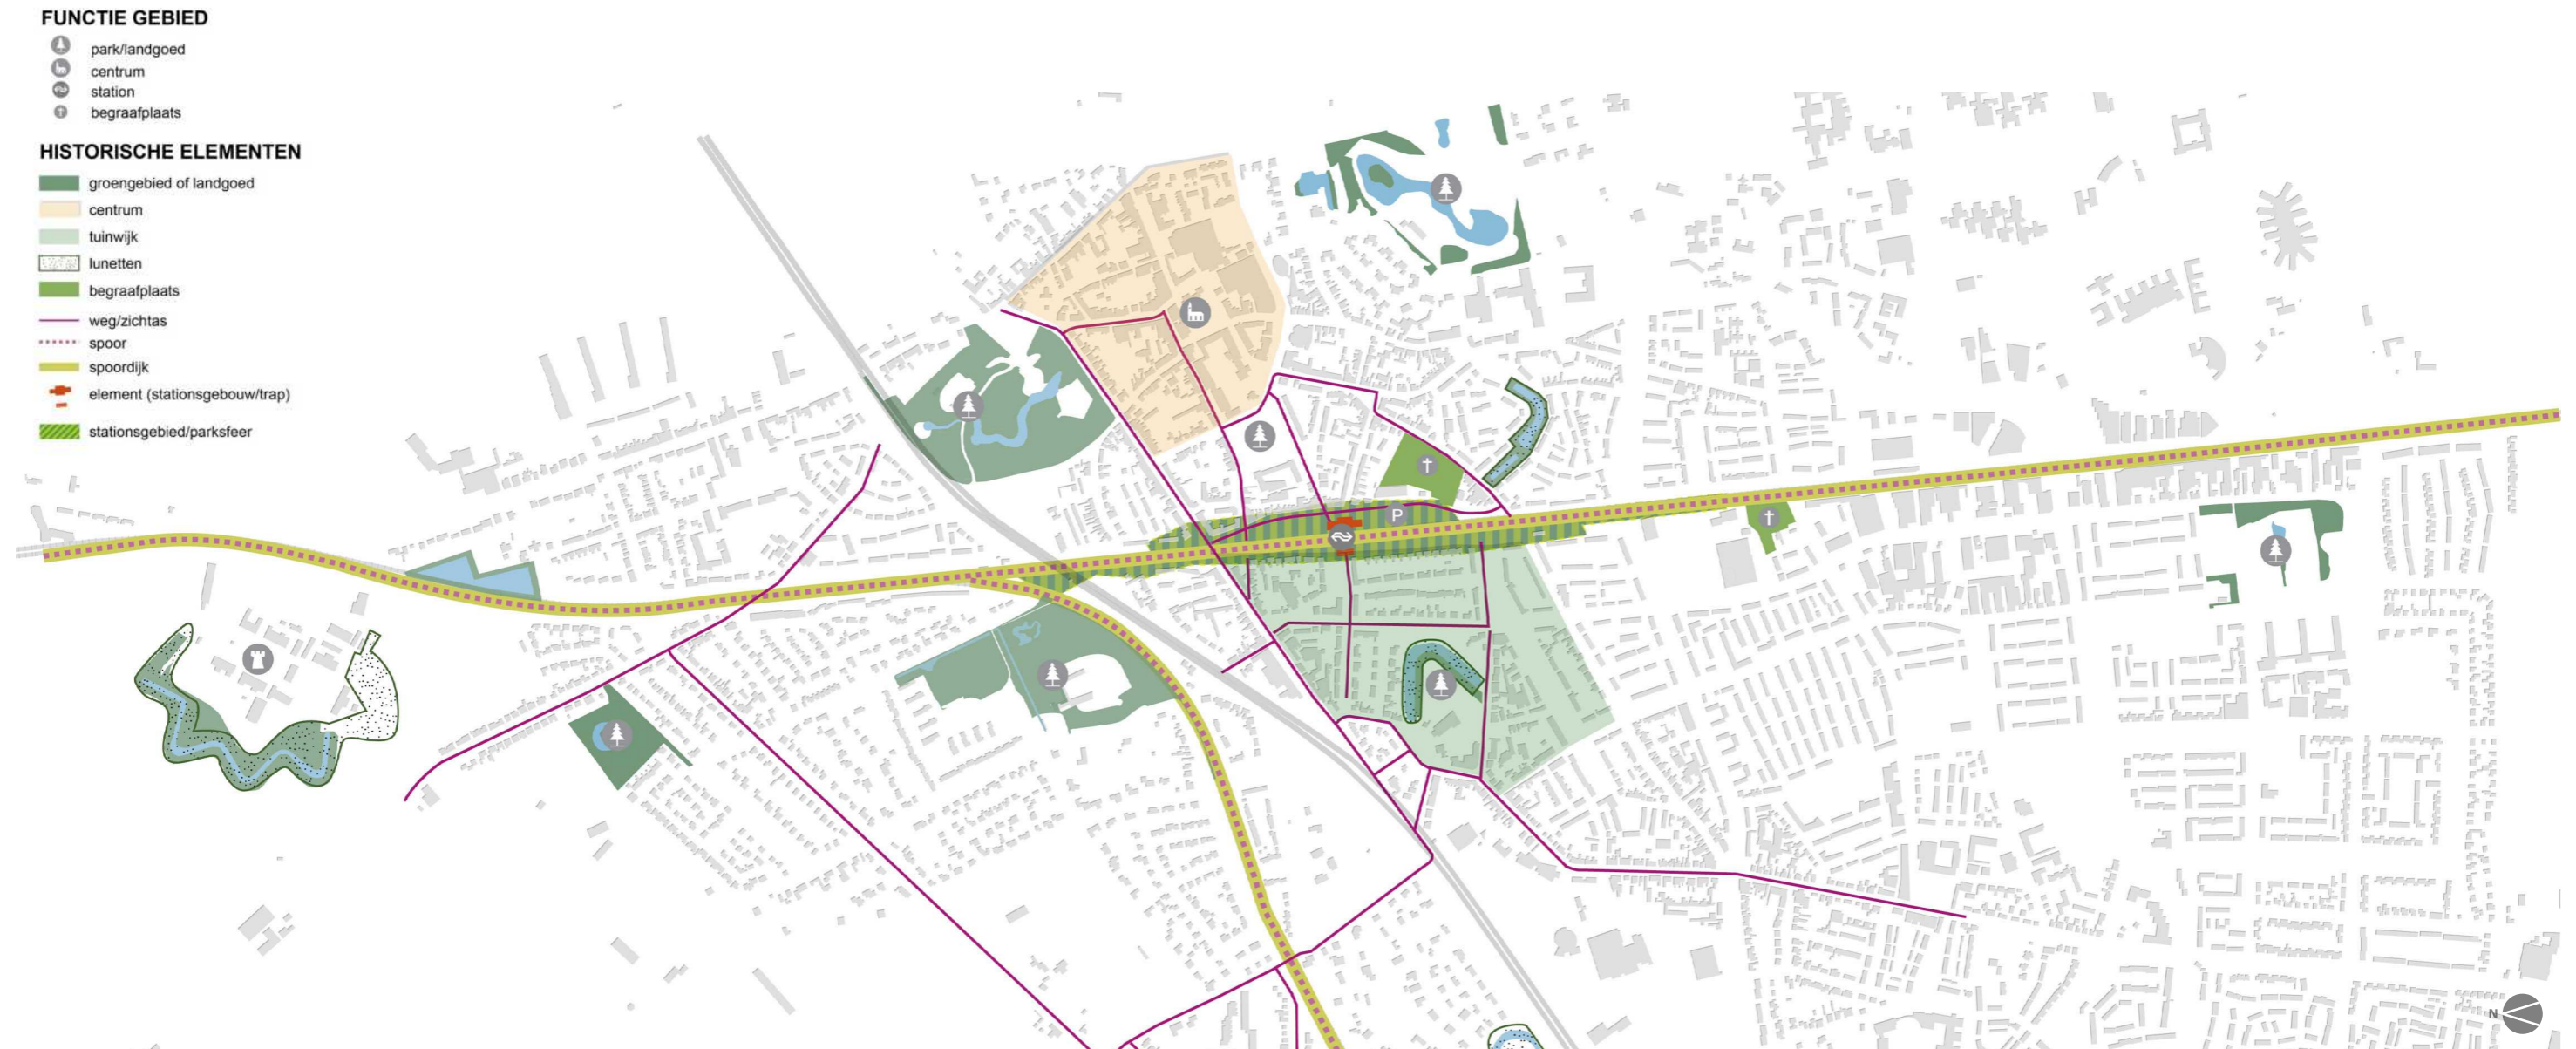 FUNCTIE GEBIED
park/landgoed
centrum
station
begraafplaats
HISTORISCHE ELEMENTEN
groengebied of landgoed
centrum
tuinwijk
lunetten
begraafplaats
weg/zichtas
spoor
spoordijk
element (stationsgebouw/trap)
stationsgebied/parksfeer
P
N